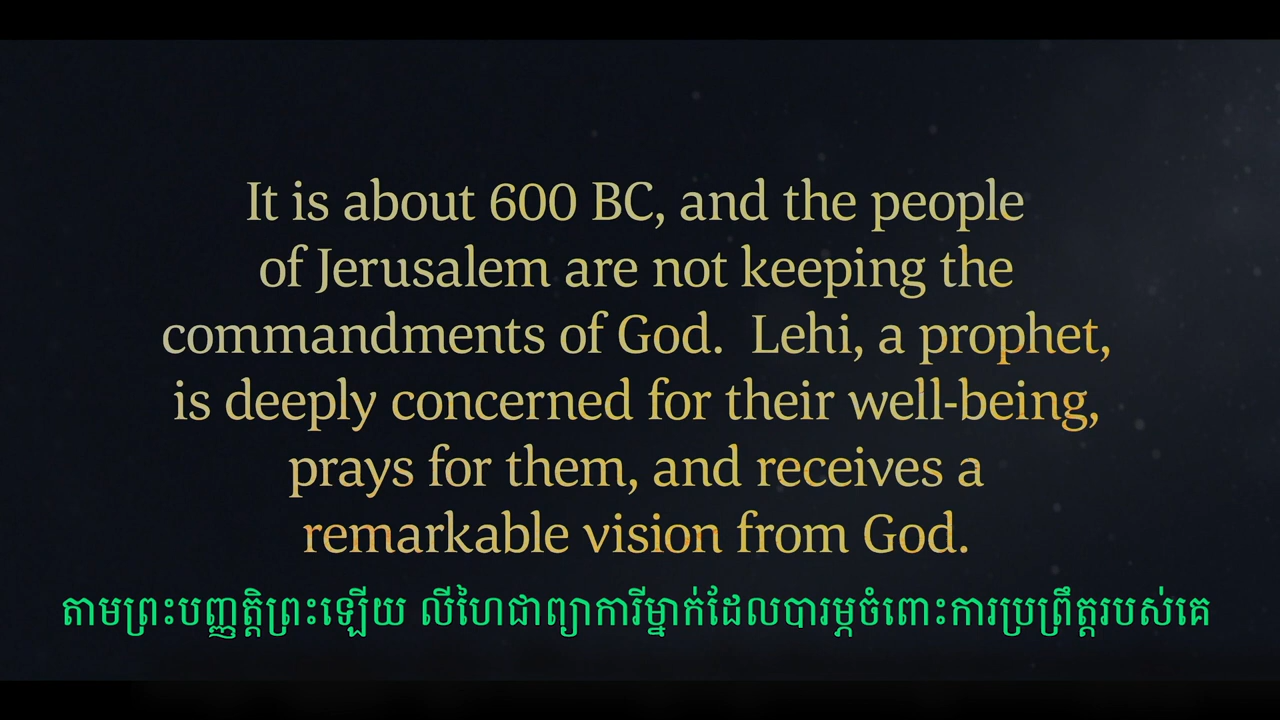 It is about 600 BC, and the people
of Jerusalem are not keeping the
commandments of God.  Lehi, a prophet,
is deeply concerned for their well-being,
prays for them, and receives a
remarkable vision from God.
តាមព្រះបញ្ញត្តិព្រះឡើយ លីហៃជាព្យាការីម្នាក់ដែលបារម្ភចំពោះការប្រព្រឹត្តរបស់គេ